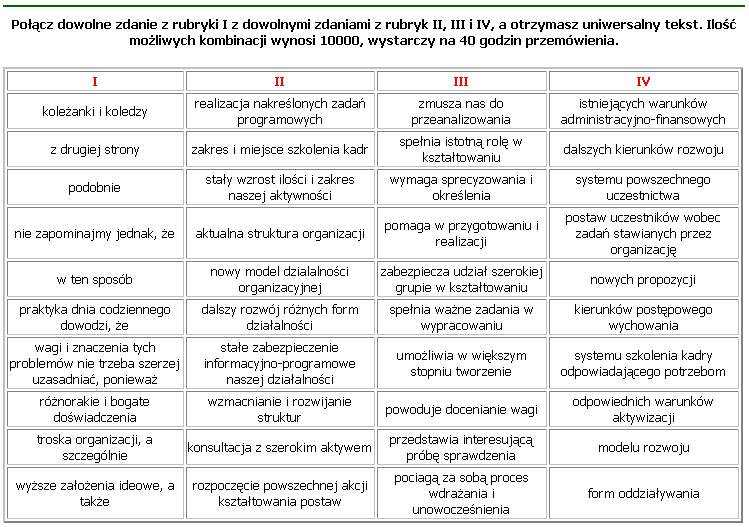 Połącz dowolne zdanie z rubryki I z dowolnymi zdaniami z rubryk II, III i IV, a otrzymasz uniwersalny tekst. Ilość
możliwych kombinacji wynosi 10000, wystarczy na 40 godzin przemówienia.
I
II
III
IV
koleżanki i koledzy
realizacja nakreślonych zadań
programowych
zmusza nas do
przeanalizowania
istniejących warunków
administracyjno-finansowych
z drugiej strony
zakres i miejsce szkolenia kadr
spełnia istotną rolę w
kształtowaniu
dalszych kierunków rozwoju
podobnie
stały wzrost ilości i zakres
naszej aktywności
wymaga sprecyzowania i
określenia
systemu powszechnego
uczestnictwa
nie zapominajmy jednak, że
aktualna struktura organizacji
pomaga w przygotowaniu i
realizacji
postaw uczestników wobec
zadań stawianych przez
organizację
w ten sposób
nowy model dzialalności
organizacyjnej
zabezpiecza udział szerokiej
grupie w kształtowaniu
nowych propozycji
praktyka dnia codziennego
dowodzi, że
dalszy rozwój różnych form
działalności
spełnia ważne zadania w
wypracowaniu
kierunków postępowego
wychowania
wagi i znaczenia tych
problemów nie trzeba szerzej
uzasadniać, ponieważ
stałe zabezpieczenie
informacyjno-programowe
naszej działalności
umożliwia w większym
stopniu tworzenie
systemu szkolenia kadry
odpowiadającego potrzebom
różnorakie i bogate
doświadczenia
wzmacnianie i rozwijanie
struktur
powoduje docenianie wagi
odpowiednich warunków
aktywizacji
troska organizacji, a
szczególnie
konsultacja z szerokim aktywem
przedstawia interesującą
próbę sprawdzenia
modelu rozwoju
wyższe założenia ideowe, a
także
rozpoczęcie powszechnej akcji
kształtowania postaw
pociągą za sobą proces
wdrażania i
unowocześnienia
form oddziaływania